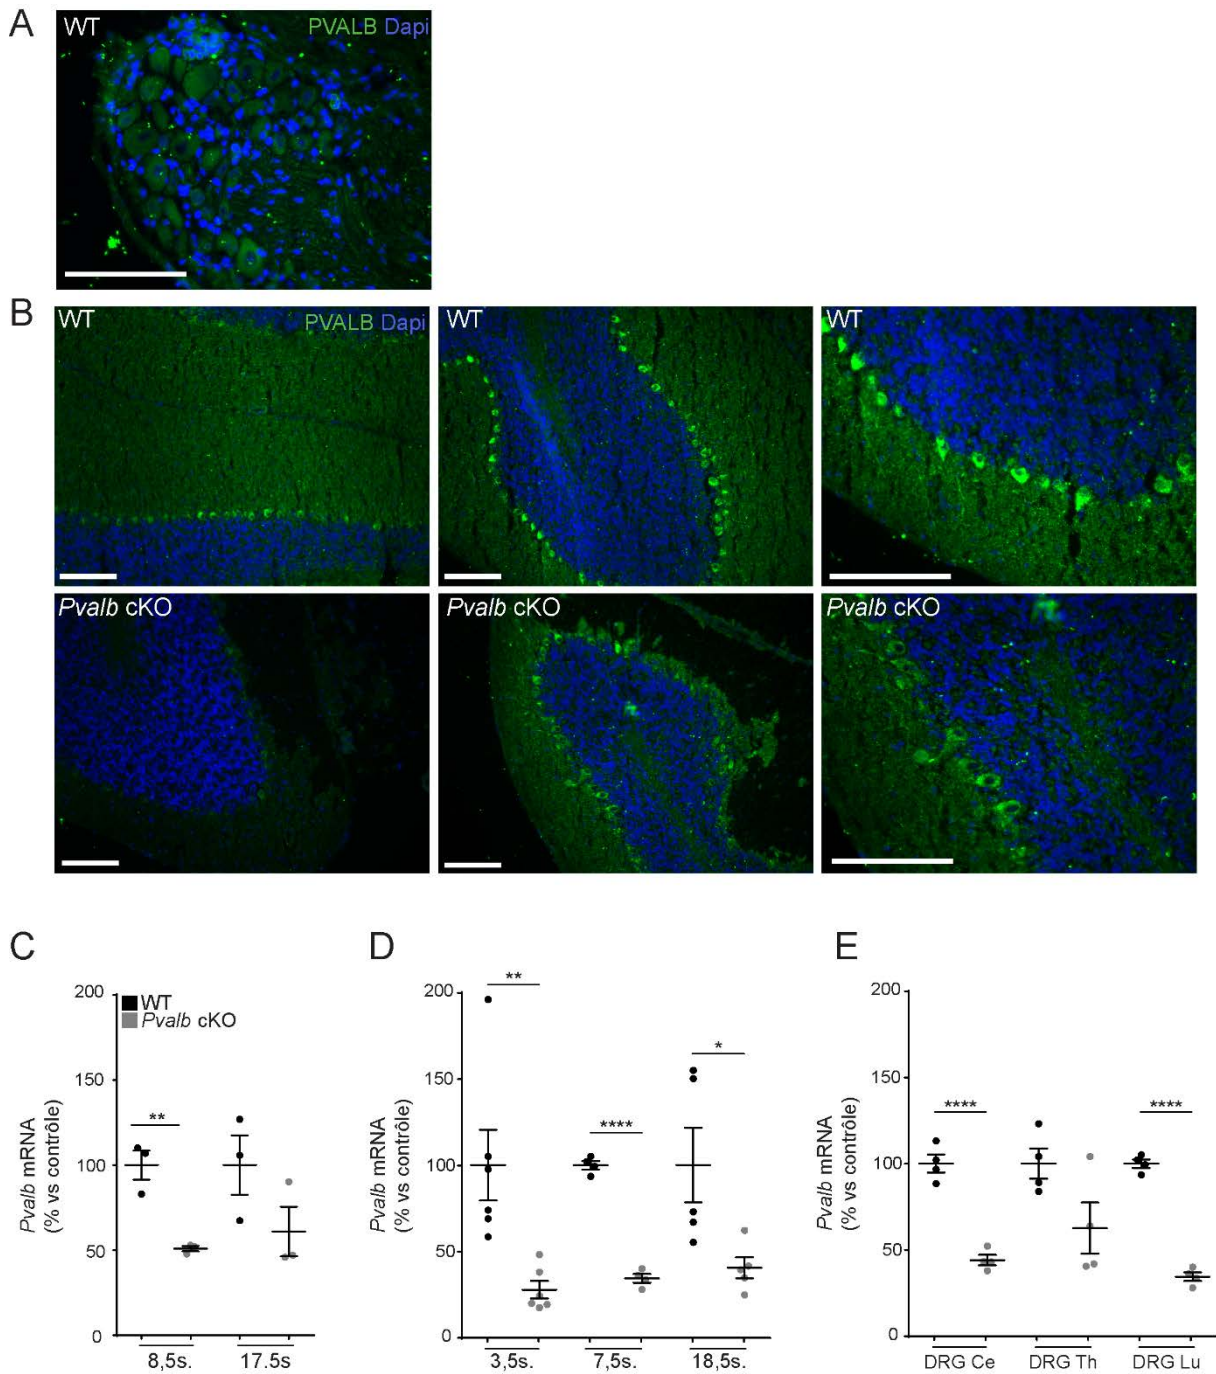 A
WT PVALB Dapi
B
WT PVALB Dapi WT WT
Pvalb cKO Pvalb cKO Pvalb cKO
C
Pvalb mRNA
(% vs contrôle)
200
150
100
50
0
WT
Pvalb cKO
**
8,5s. 17.5s
D
Pvalb mRNA
(% vs contrôle)
200
150
100
50
0
**
****
*
3,5s. 7,5s. 18,5s.
E
Pvalb mRNA
(% vs contrôle)
200
150
100
50
0
****
****
DRG Ce DRG Th DRG Lu